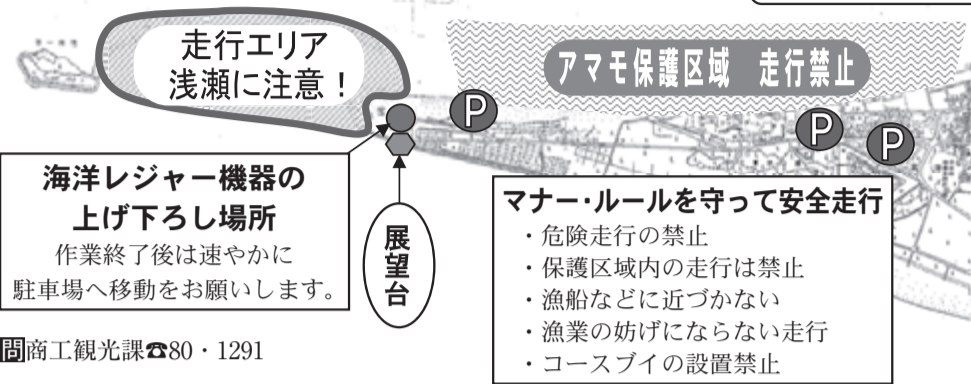 走行エリア
浅瀬に注意！
アマモ保護区域　走行禁止
P
P
P
海洋レジャー機器の
上げ下ろし場所
作業終了後は速やかに
駐車場へ移動をお願いします。
展望台
マナー・ルールを守って安全走行
・危険走行の禁止
・保護区域内の走行は禁止
・漁船などに近づかない
・漁業の妨げにならない走行
・コースブイの設置禁止
問商工観光課☎80・1291